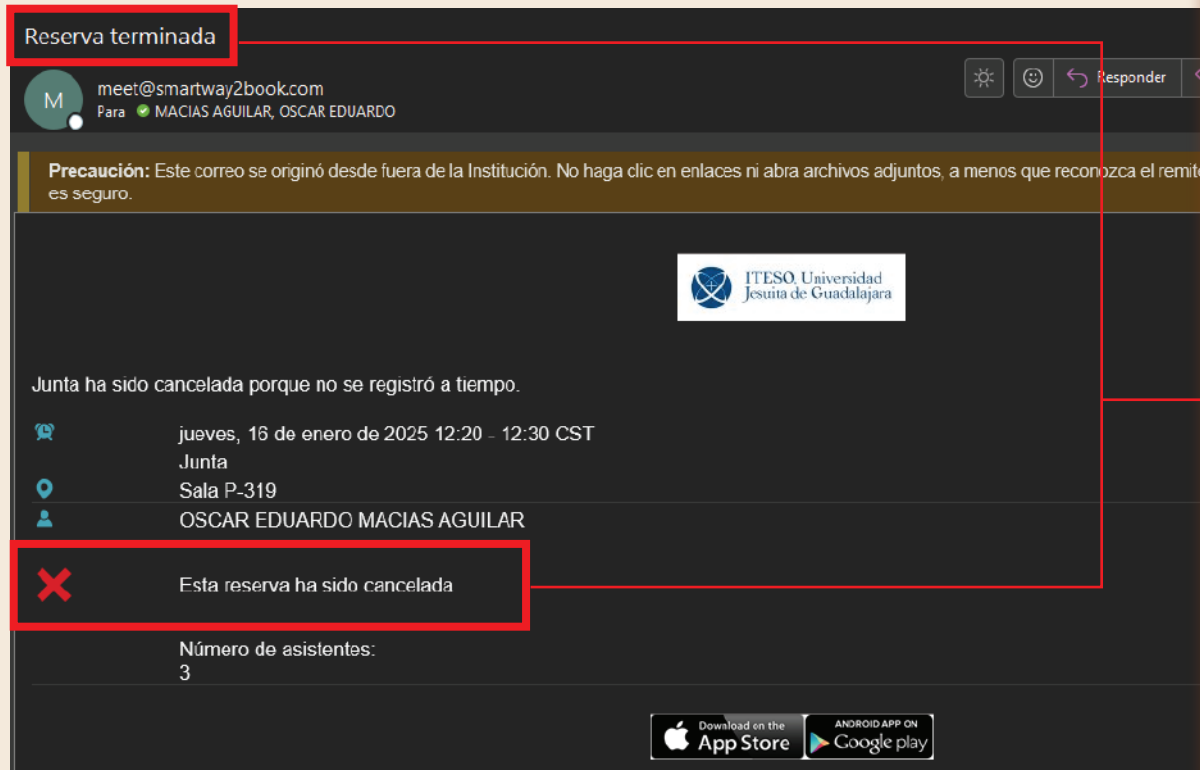 Reserva terminada
M
meet@smartway2book.com
Responder
Para MACIAS AGUILAR, OSCAR EDUARDO
Precaución: Este correo se originó desde fuera de la Institución. No haga clic en enlaces ni abra archivos adjuntos, a menos que reconozca el
es seguro.
ITESO, Universidad
Jesuita de Guadalajara
Junta ha sido cancelada porque no se registró a tiempo.
jueves, 16 de enero de 2025 12:20 - 12:30 CST
Junta
Sala P-319
OSCAR EDUARDO MACIAS AGUILAR
Esta reserva ha sido cancelada
Número de asistentes:
3
Download on the
App Store
ANDROID APP ON
Google play